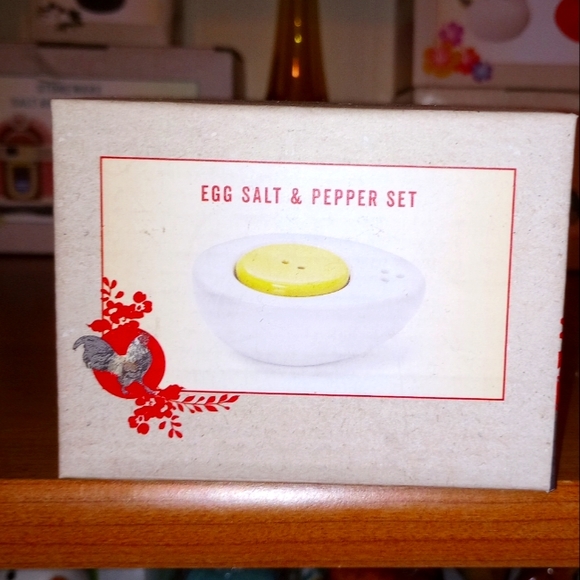 EGG SALT & PEPPER SET